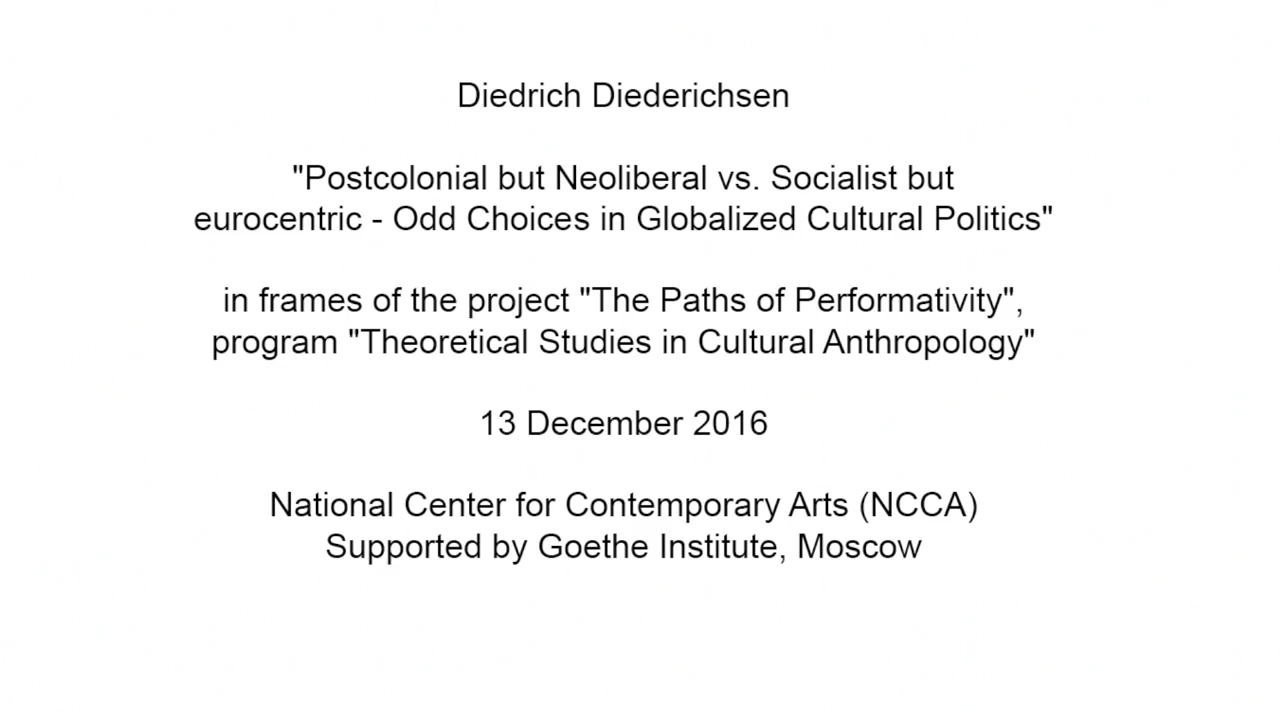 Diedrich Diederichsen
"Postcolonial but Neoliberal vs. Socialist but
eurocentric - Odd Choices in Globalized Cultural Politics"
in frames of the project "The Paths of Performativity",
program "Theoretical Studies in Cultural Anthropology"
13 December 2016
National Center for Contemporary Arts (NCCA)
Supported by Goethe Institute, Moscow